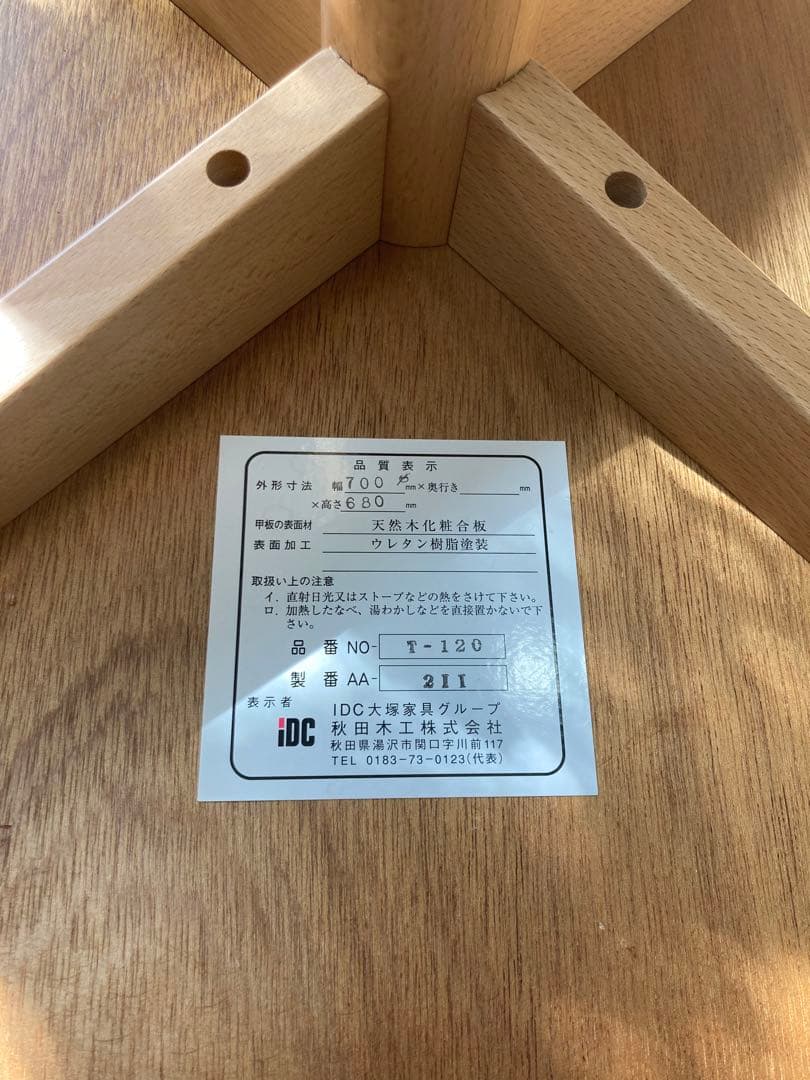 品質表示
外形寸法 幅700φmm×奥行き mm
×高さ680mm
甲板の表面材 天然木化粧合板
表面加工 ウレタン樹脂塗装
取扱い上の注意
イ．直射日光又はストーブなどの熱をさけて下さい。
ロ．加熱したなべ、湯わかしなどを直接置かないで下
さい。
品番 NO- T-120
製番 AA- 211
表示者
iDC
IDC大塚家具グループ
秋田木工株式会社
秋田県湯沢市関口字川前117
TEL 0183-73-0123(代表)